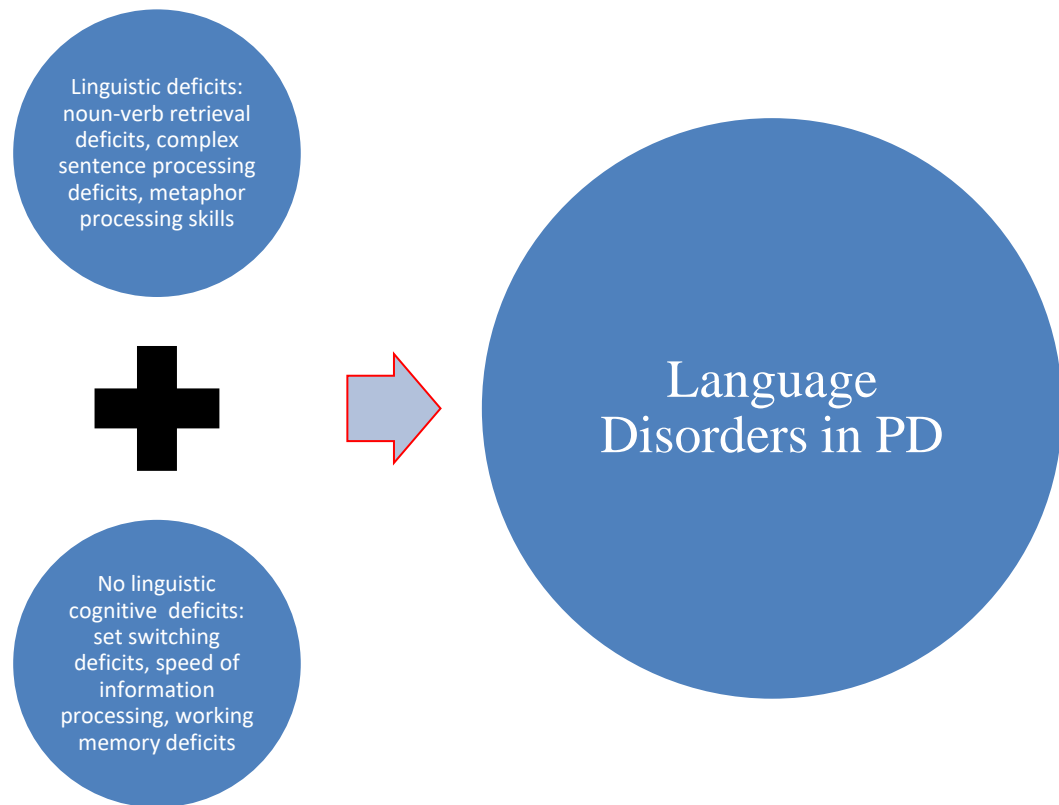 Linguistic deficits:
noun-verb retrieval
deficits, complex
sentence processing
deficits, metaphor
processing skills
No linguistic
cognitive deficits:
set switching
deficits, speed of
information
processing, working
memory deficits
Language
Disorders in PD